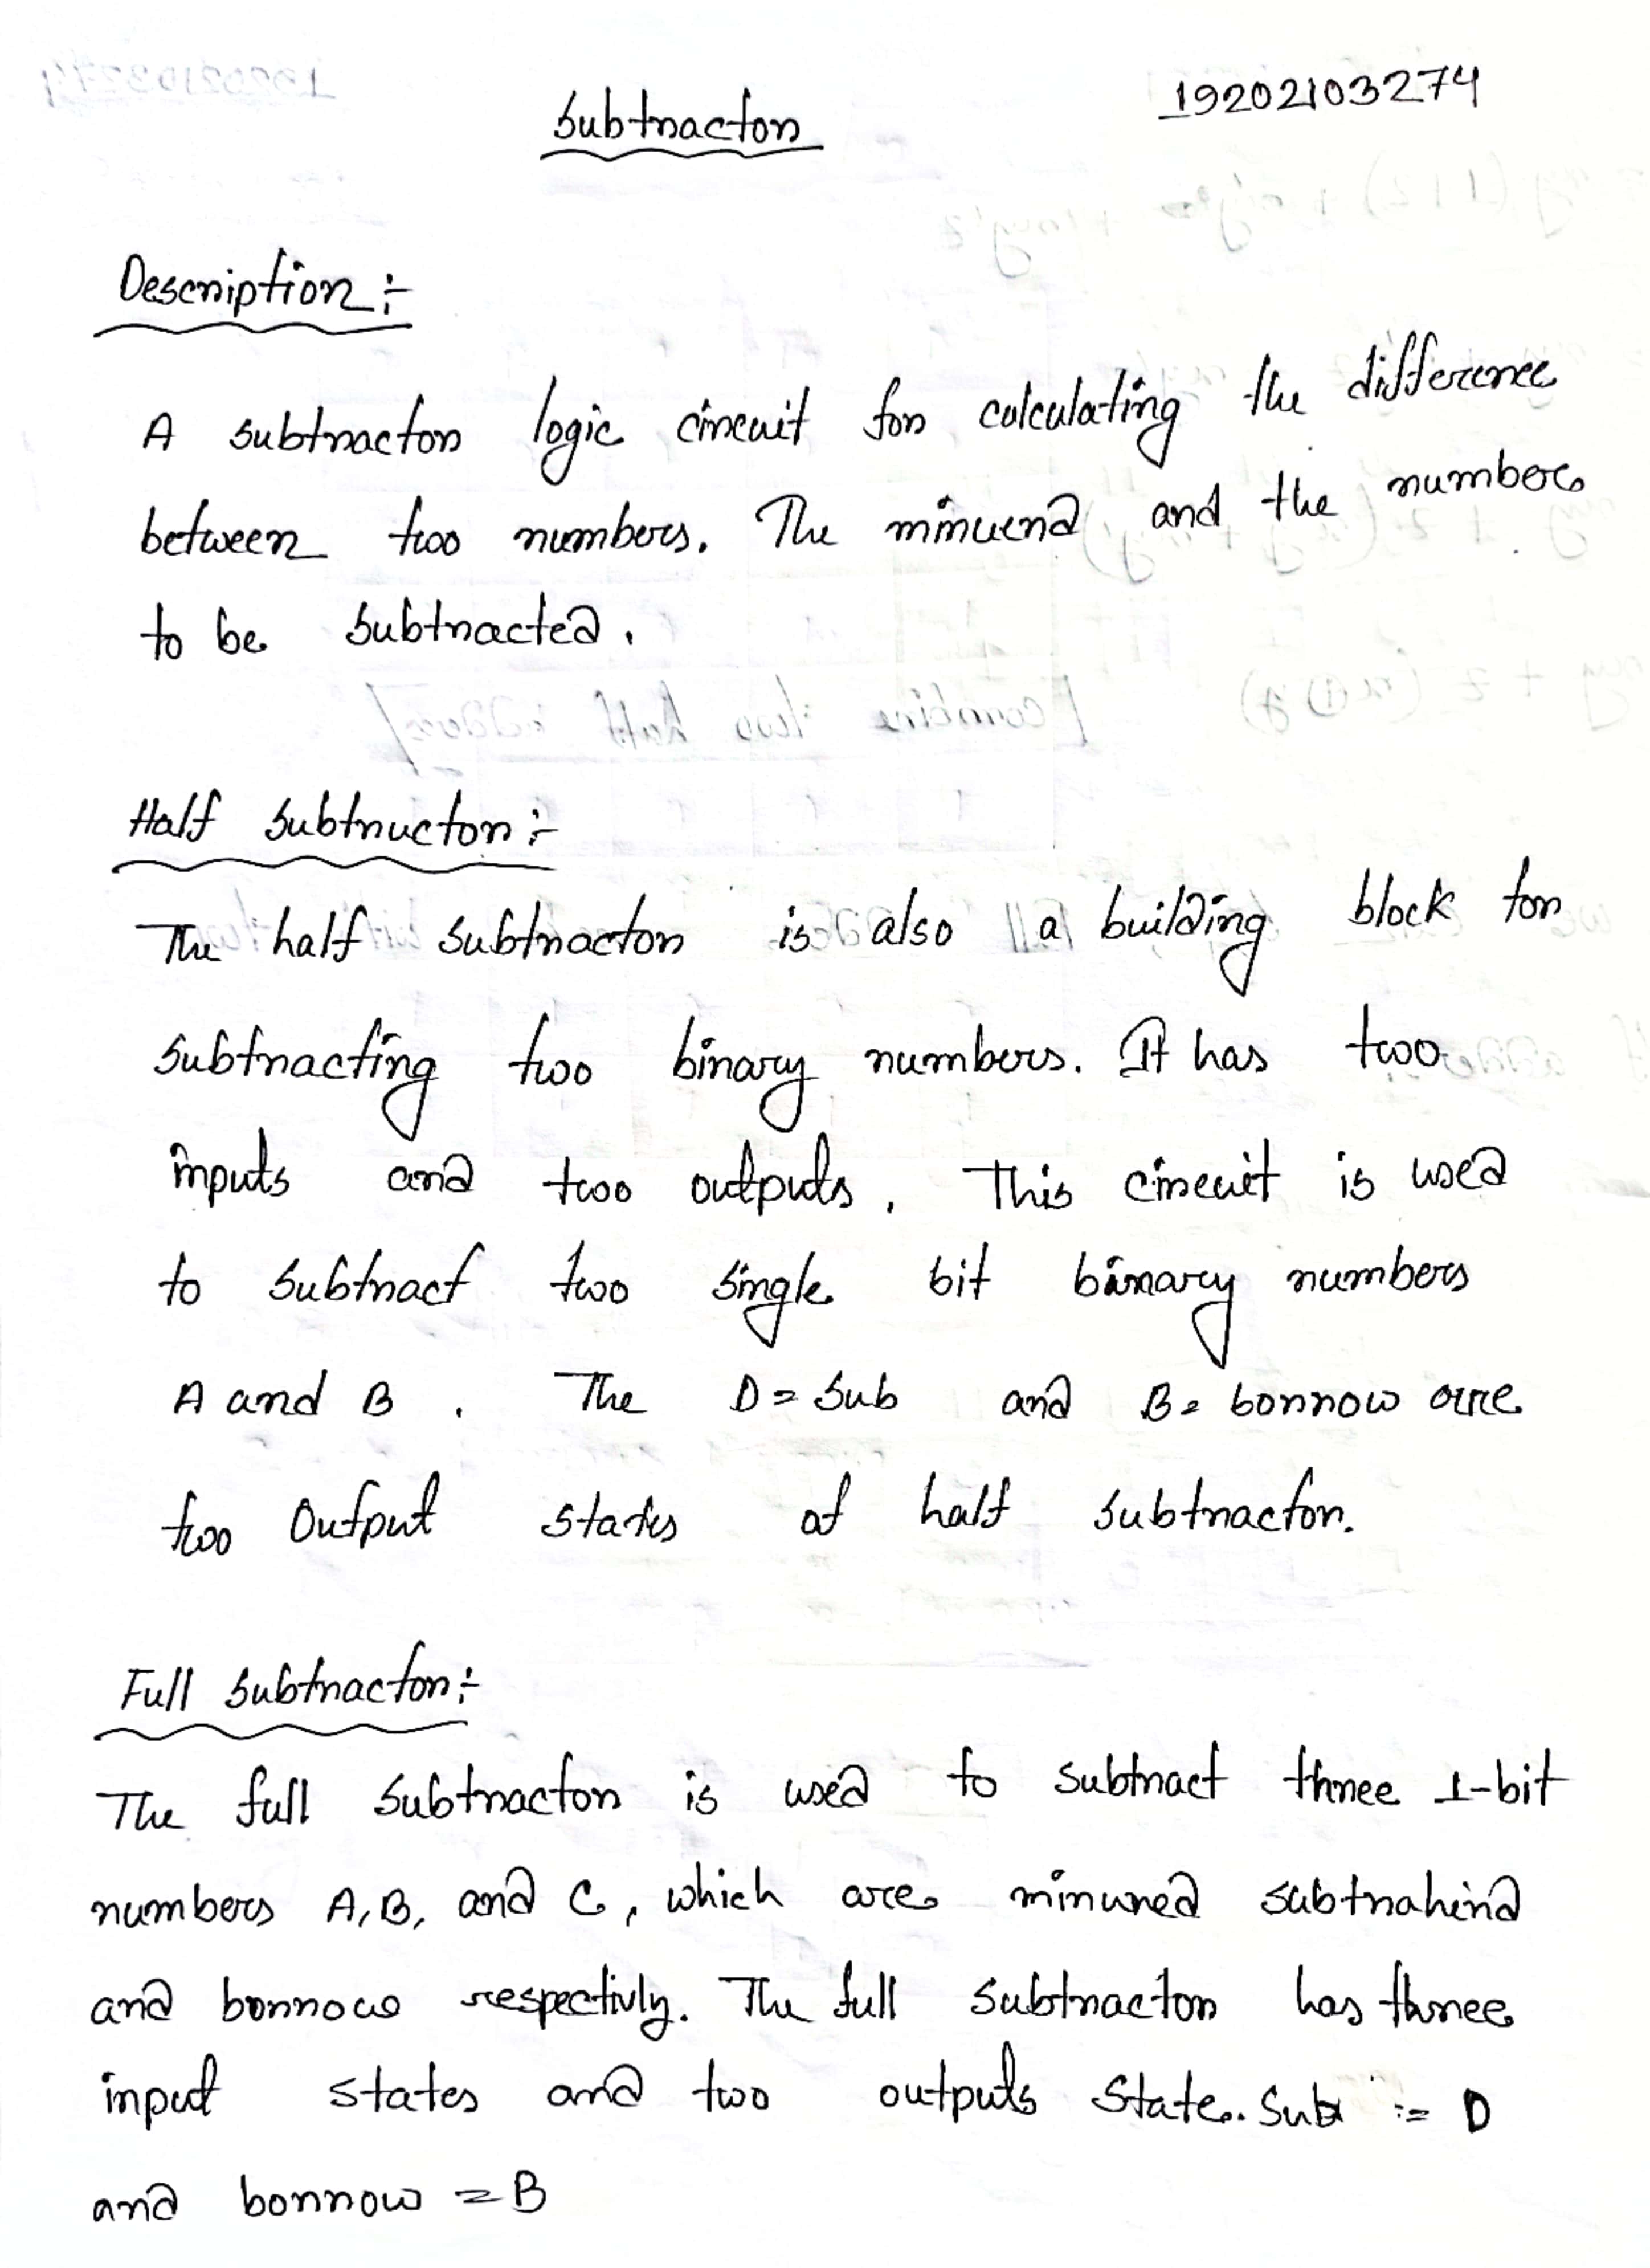 19202103274
Subtractor
Description:-
A subtractor logic circuit for calculating the difference
between two numbers. The minuend and the number
to be subtracted.
Half Subtructor:-
The half subtractor is also a building block for
subtracting two binary numbers. It has two
inputs and two outputs. This circuit is used
to subtract two single bit binary numbers
A and B. The D = Sub and B = borrow are
two Output states of half subtractor.
Full Subtractor:-
The full subtractor is used to subtract three 1-bit
numbers A, B, and C, which are minuned subtrahind
and borrow respectivly. The full subtractor has three
input states and two outputs state. Sub := D
and borrow = B